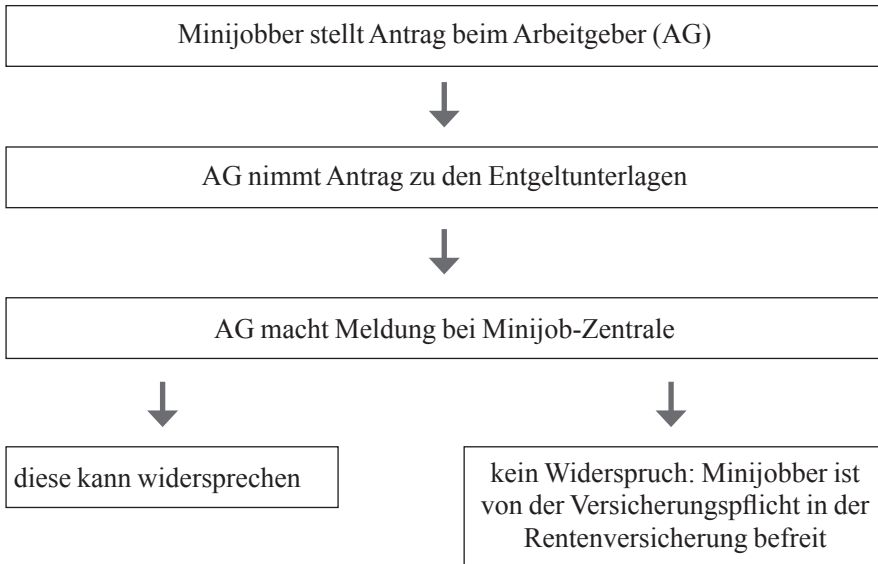 Minijobber stellt Antrag beim Arbeitgeber (AG)
AG nimmt Antrag zu den Entgeltunterlagen
AG macht Meldung bei Minijob-Zentrale
diese kann widersprechen
kein Widerspruch: Minijobber ist
von der Versicherungspflicht in der
Rentenversicherung befreit